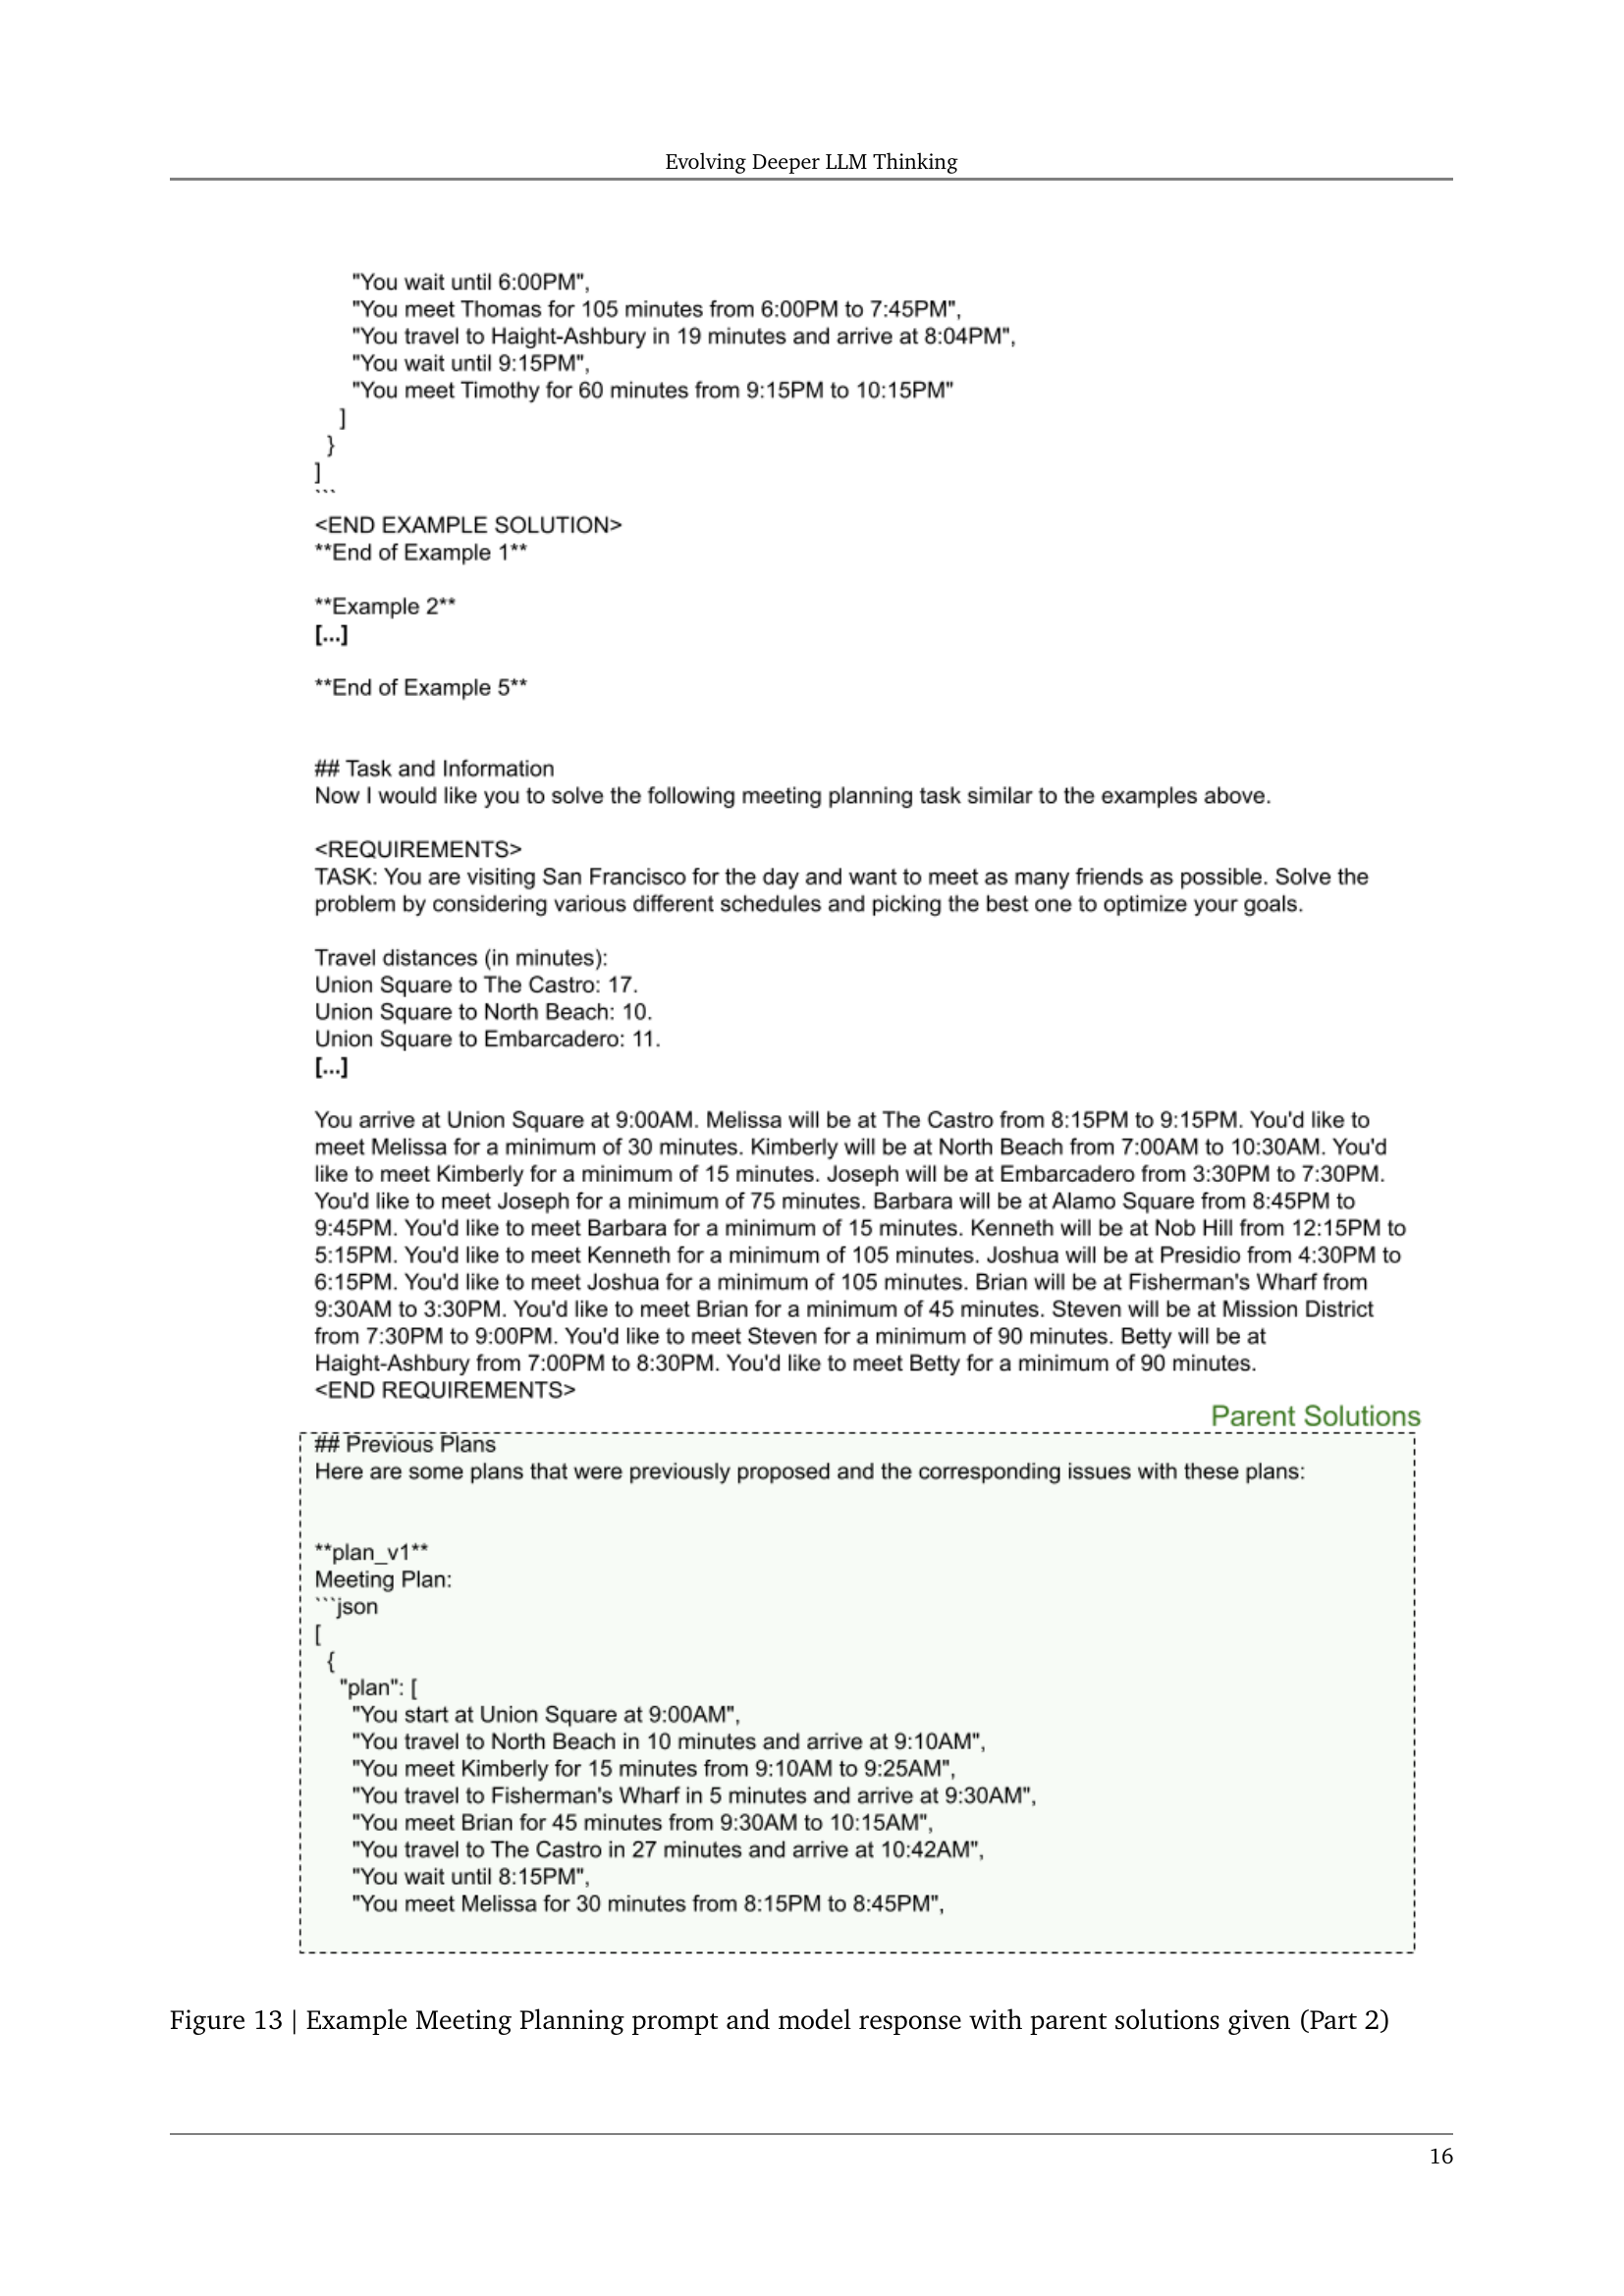 Evolving Deeper LLM Thinking
"You wait until 6:00PM",
"You meet Thomas for 105 minutes from 6:00PM to 7:45PM",
"You travel to Haight-Ashbury in 19 minutes and arrive at 8:04PM",
"You wait until 9:15PM",
"You meet Timothy for 60 minutes from 9:15PM to 10:15PM"
]
}
]
```
<END EXAMPLE SOLUTION>
**End of Example 1**
**Example 2**
[...]
**End of Example 5**
## Task and Information
Now I would like you to solve the following meeting planning task similar to the examples above.
<REQUIREMENTS>
TASK: You are visiting San Francisco for the day and want to meet as many friends as possible. Solve the
problem by considering various different schedules and picking the best one to optimize your goals.
Travel distances (in minutes):
Union Square to The Castro: 17.
Union Square to North Beach: 10.
Union Square to Embarcadero: 11.
[...]
You arrive at Union Square at 9:00AM. Melissa will be at The Castro from 8:15PM to 9:15PM. You'd like to
meet Melissa for a minimum of 30 minutes. Kimberly will be at North Beach from 7:00AM to 10:30AM. You'd
like to meet Kimberly for a minimum of 15 minutes. Joseph will be at Embarcadero from 3:30PM to 7:30PM.
You'd like to meet Joseph for a minimum of 75 minutes. Barbara will be at Alamo Square from 8:45PM to
9:45PM. You'd like to meet Barbara for a minimum of 15 minutes. Kenneth will be at Nob Hill from 12:15PM to
5:15PM. You'd like to meet Kenneth for a minimum of 105 minutes. Joshua will be at Presidio from 4:30PM to
6:15PM. You'd like to meet Joshua for a minimum of 105 minutes. Brian will be at Fisherman's Wharf from
9:30AM to 3:30PM. You'd like to meet Brian for a minimum of 45 minutes. Steven will be at Mission District
from 7:30PM to 9:00PM. You'd like to meet Steven for a minimum of 90 minutes. Betty will be at
Haight-Ashbury from 7:00PM to 8:30PM. You'd like to meet Betty for a minimum of 90 minutes.
<END REQUIREMENTS>
Parent Solutions
## Previous Plans
Here are some plans that were previously proposed and the corresponding issues with these plans:
**plan_v1**
Meeting Plan:
```json
[
{
"plan": [
"You start at Union Square at 9:00AM",
"You travel to North Beach in 10 minutes and arrive at 9:10AM",
"You meet Kimberly for 15 minutes from 9:10AM to 9:25AM",
"You travel to Fisherman's Wharf in 5 minutes and arrive at 9:30AM",
"You meet Brian for 45 minutes from 9:30AM to 10:15AM",
"You travel to The Castro in 27 minutes and arrive at 10:42AM",
"You wait until 8:15PM",
"You meet Melissa for 30 minutes from 8:15PM to 8:45PM",
Figure 13 | Example Meeting Planning prompt and model response with parent solutions given (Part 2)
16